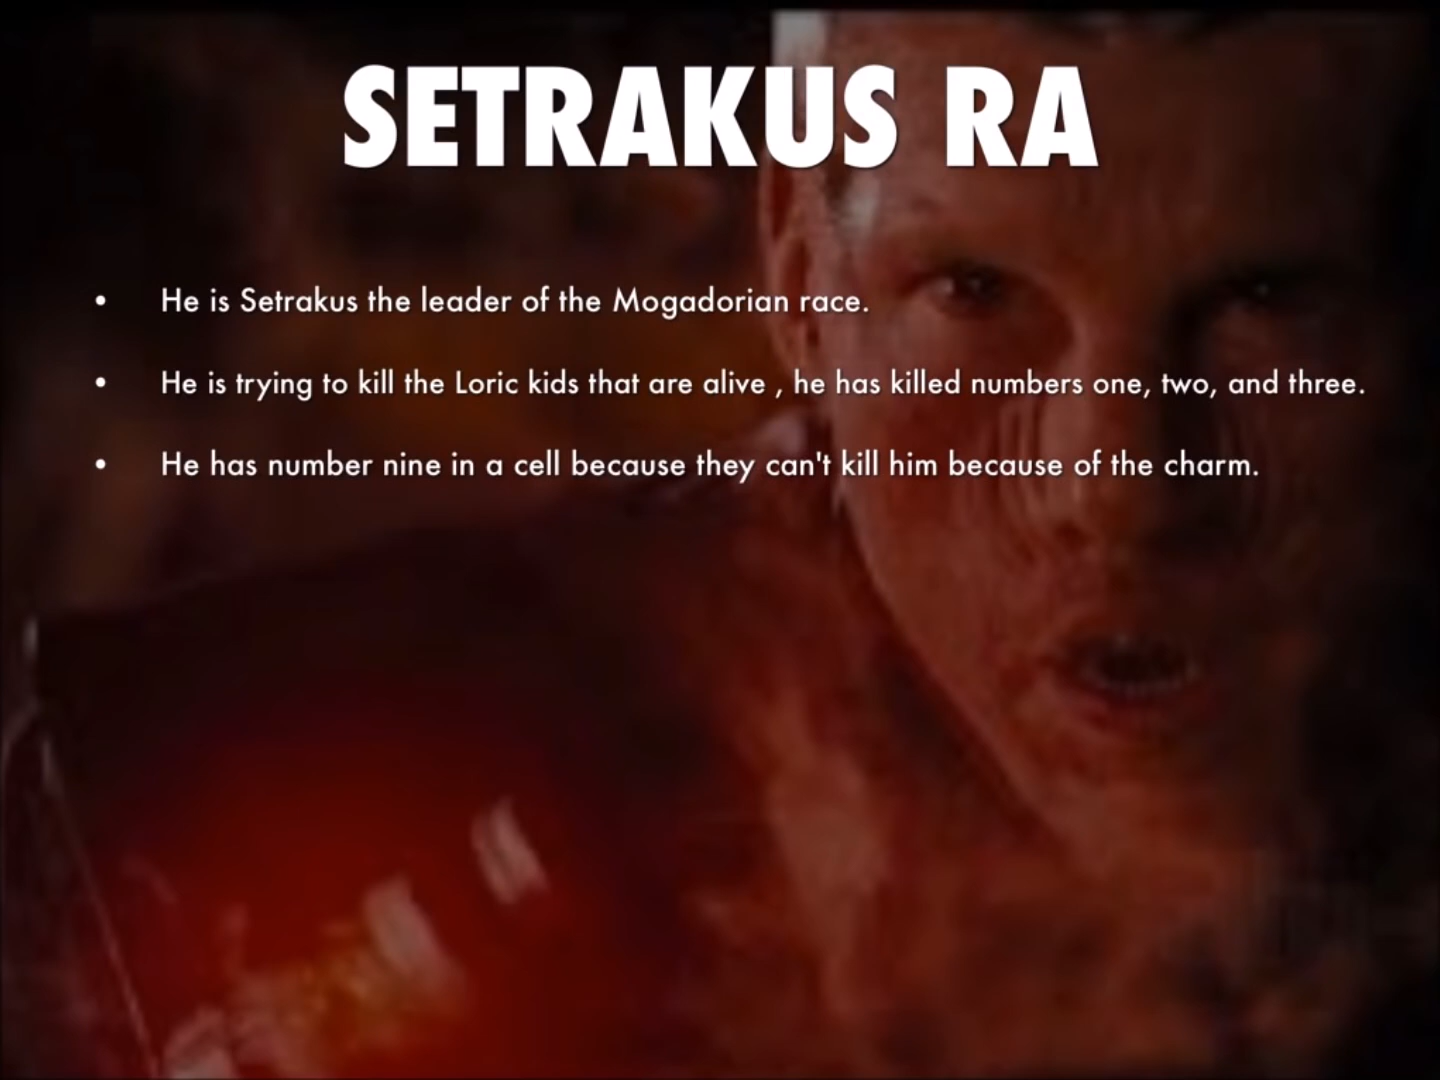 SETRAKUS RA
• He is Setrakus the leader of the Mogadorian race.
• He is trying to kill the Loric kids that are alive , he has killed numbers one, two, and three.
• He has number nine in a cell because they can't kill him because of the charm.